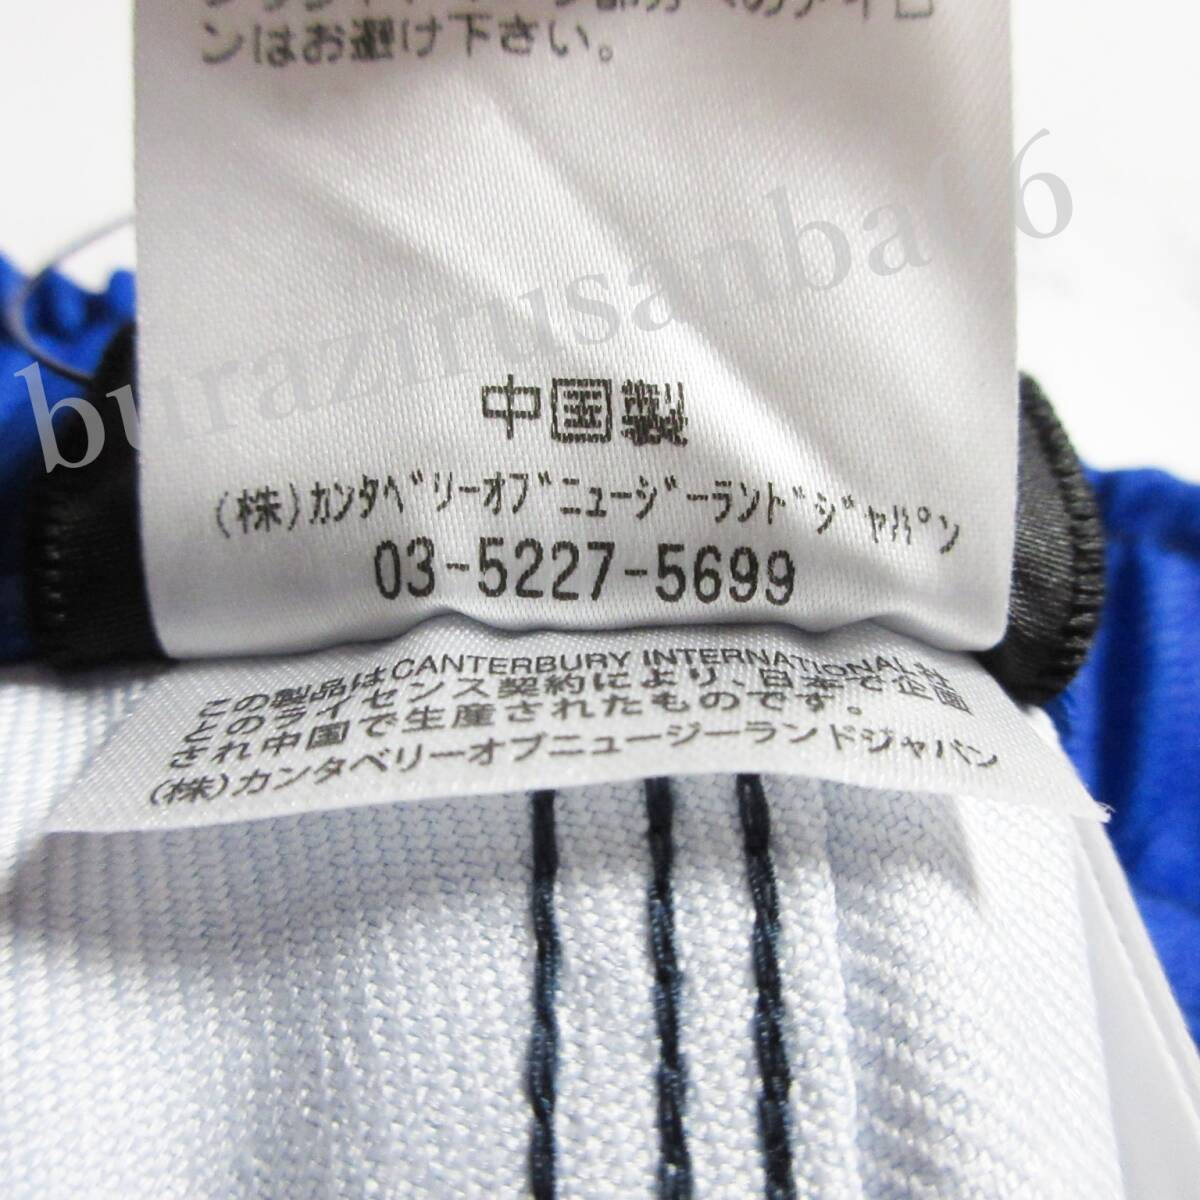 ンはお避け下さい。
burazirusanba06
中国製
(株)カンタベリーオブニュージーランドジャパン
03-5227-5699
この製品はCANTERBURY INTERNATIONAL社
とのライセンス契約により、日本で企画
され中国で生産されたものです。
(株)カンタベリーオブニュージーランドジャパン